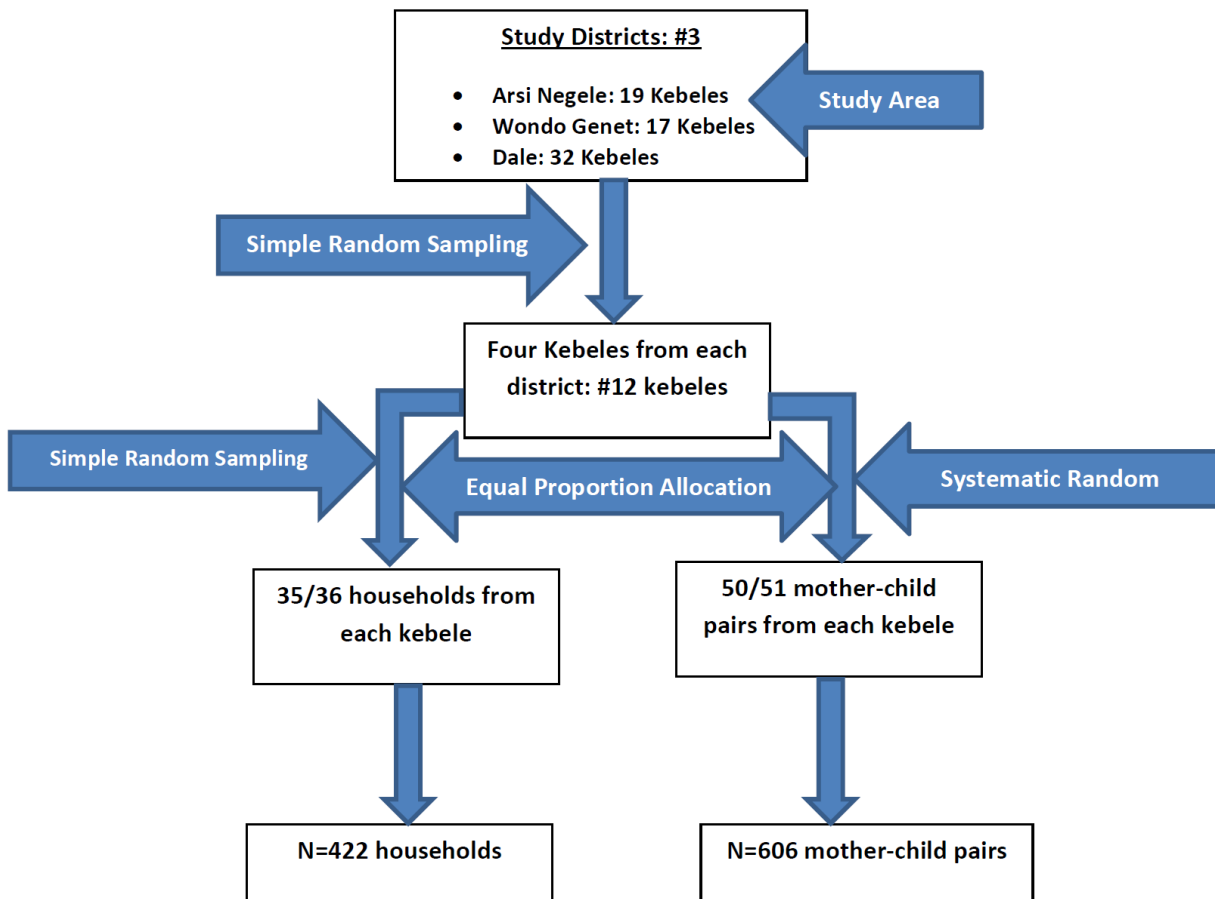 Study Districts: #3
• Arsi Negele: 19 Kebeles
• Wondo Genet: 17 Kebeles
• Dale: 32 Kebeles
Study Area
Simple Random Sampling
Four Kebeles from each
district: #12 kebeles
Simple Random Sampling
Equal Proportion Allocation
Systematic Random
35/36 households from
each kebele
50/51 mother-child
pairs from each kebele
N=422 households
N=606 mother-child pairs